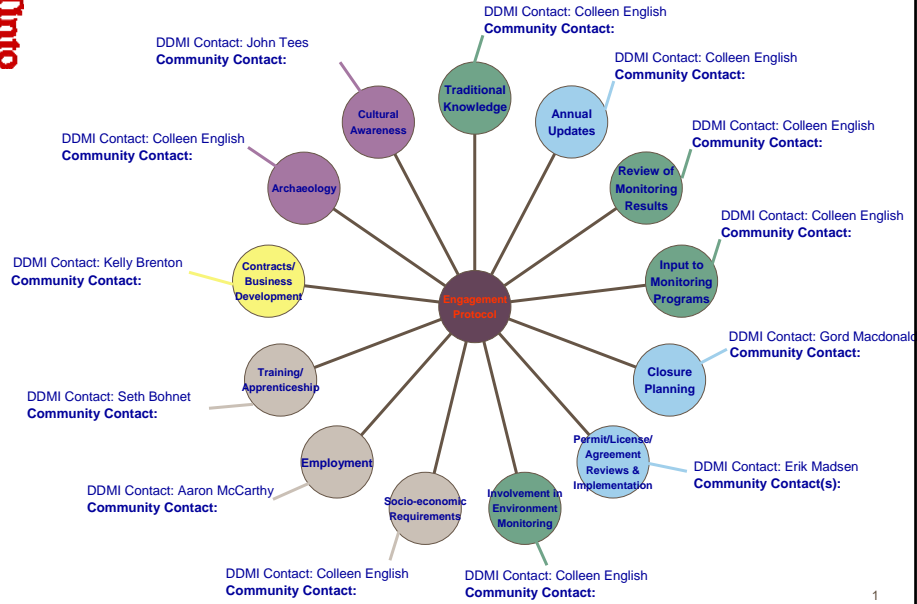 Tinto
DDMI Contact: Colleen English
Community Contact:
DDMI Contact: John Tees
Community Contact:
DDMI Contact: Colleen English
Community Contact:
Traditional
Knowledge
Cultural
Awareness
Annual
Updates
DDMI Contact: Colleen English
Community Contact:
DDMI Contact: Colleen English
Community Contact:
Archaeology
Review of
Monitoring
Results
DDMI Contact: Colleen English
Community Contact:
DDMI Contact: Kelly Brenton
Community Contact:
Contracts/
Business
Development
Input to
Monitoring
Programs
Engagement
Protocol
DDMI Contact: Gord Macdonald
Community Contact:
Training/
Apprenticeship
Closure
Planning
DDMI Contact: Seth Bohnet
Community Contact:
Employment
Permit/License/
Agreement
Reviews &
Implementation
DDMI Contact: Erik Madsen
Community Contact(s):
DDMI Contact: Aaron McCarthy
Community Contact:
Socio-economic
Requirements
Involvement in
Environment
Monitoring
DDMI Contact: Colleen English
Community Contact:
DDMI Contact: Colleen English
Community Contact:
1